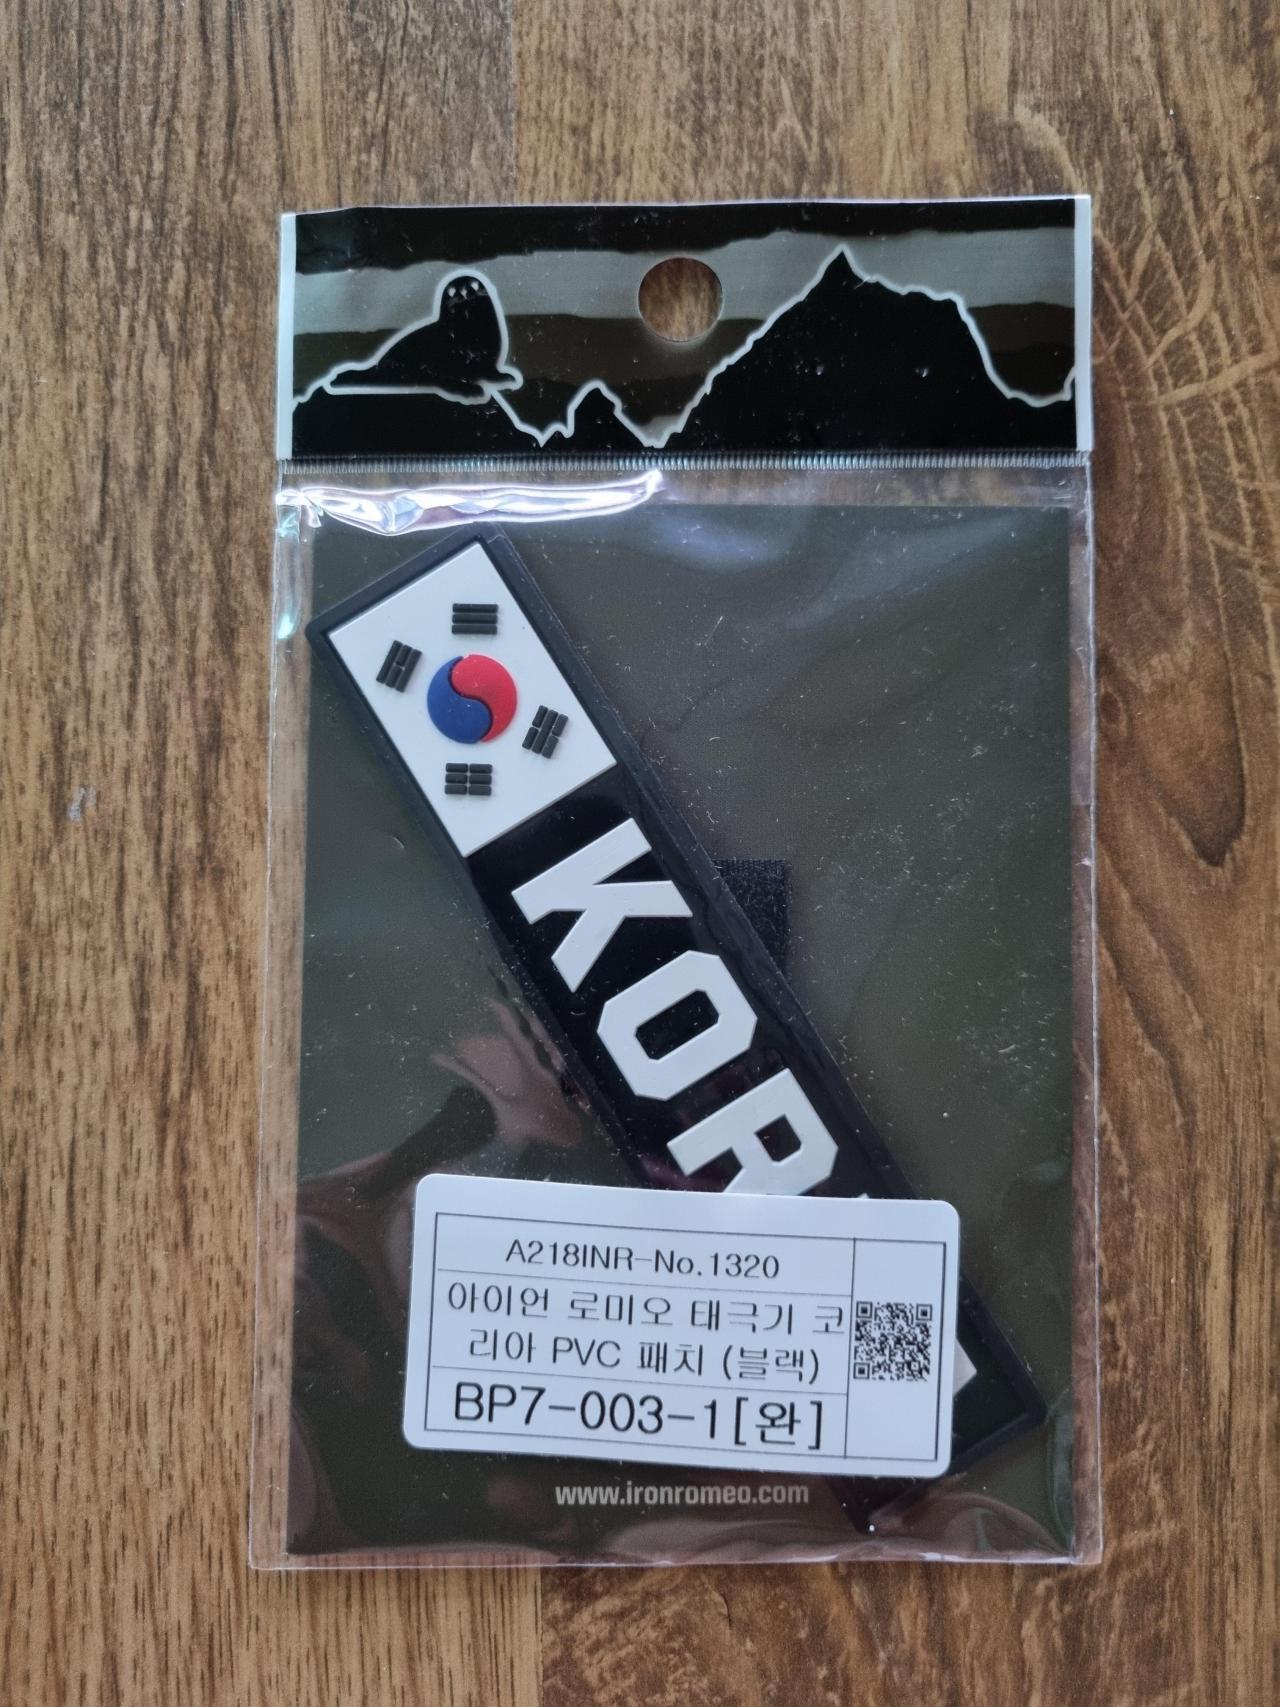 KOR
A218INR-No.1320
아이언 로미오 태극기 코
리아 PVC 패치 (블랙)
BP7-003-1[완]
www.ironromeo.com